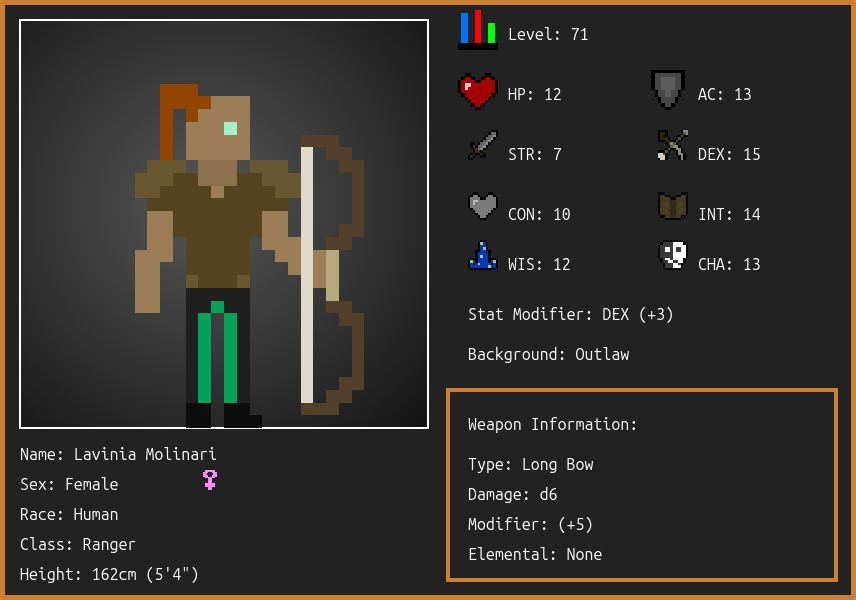 Level: 71
HP: 12
AC: 13
STR: 7
DEX: 15
CON: 10
INT: 14
WIS: 12
CHA: 13
Stat Modifier: DEX (+3)
Background: Outlaw
Weapon Information:
Type: Long Bow
Damage: d6
Modifier: (+5)
Elemental: None
Name: Lavinia Molinari
Sex: Female
Race: Human
Class: Ranger
Height: 162cm (5'4")